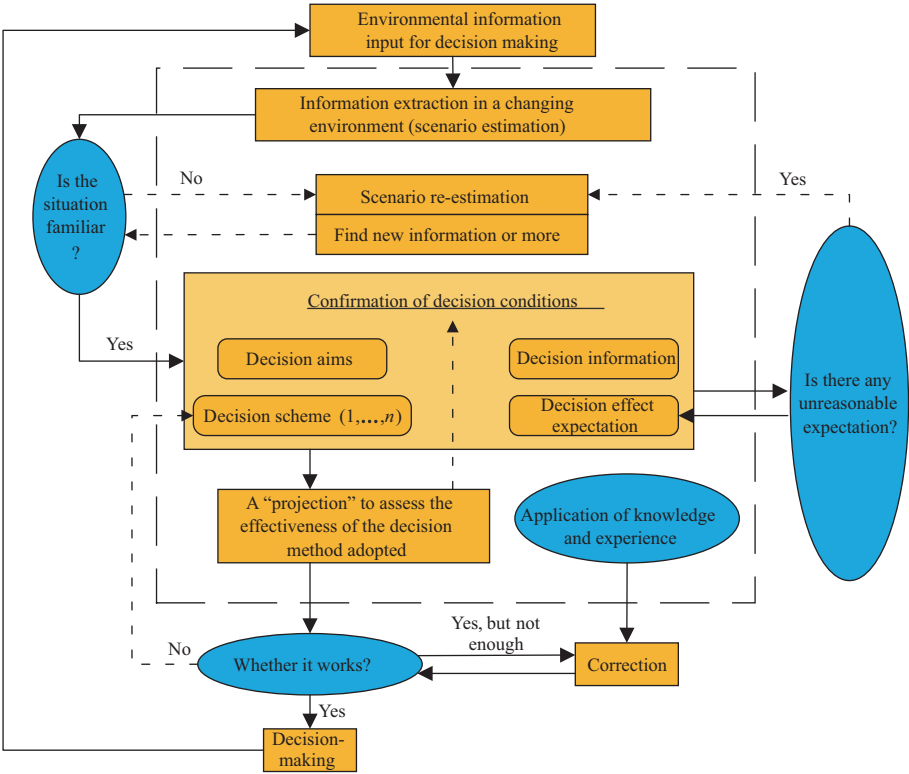 Environmental information
input for decision making
Information extraction in a changing
environment (scenario estimation)
Is the
situation
familiar
?
No
Scenario re-estimation
Find new information or more
Yes
Yes
Confirmation of decision conditions
Decision aims
Decision information
Decision scheme (1,...,n)
Decision effect
expectation
Is there any
unreasonable
expectation?
A “projection” to assess the
effectiveness of the decision
method adopted
Application of knowledge
and experience
No
Whether it works?
Yes, but not
enough
Correction
Yes
Decision-
making